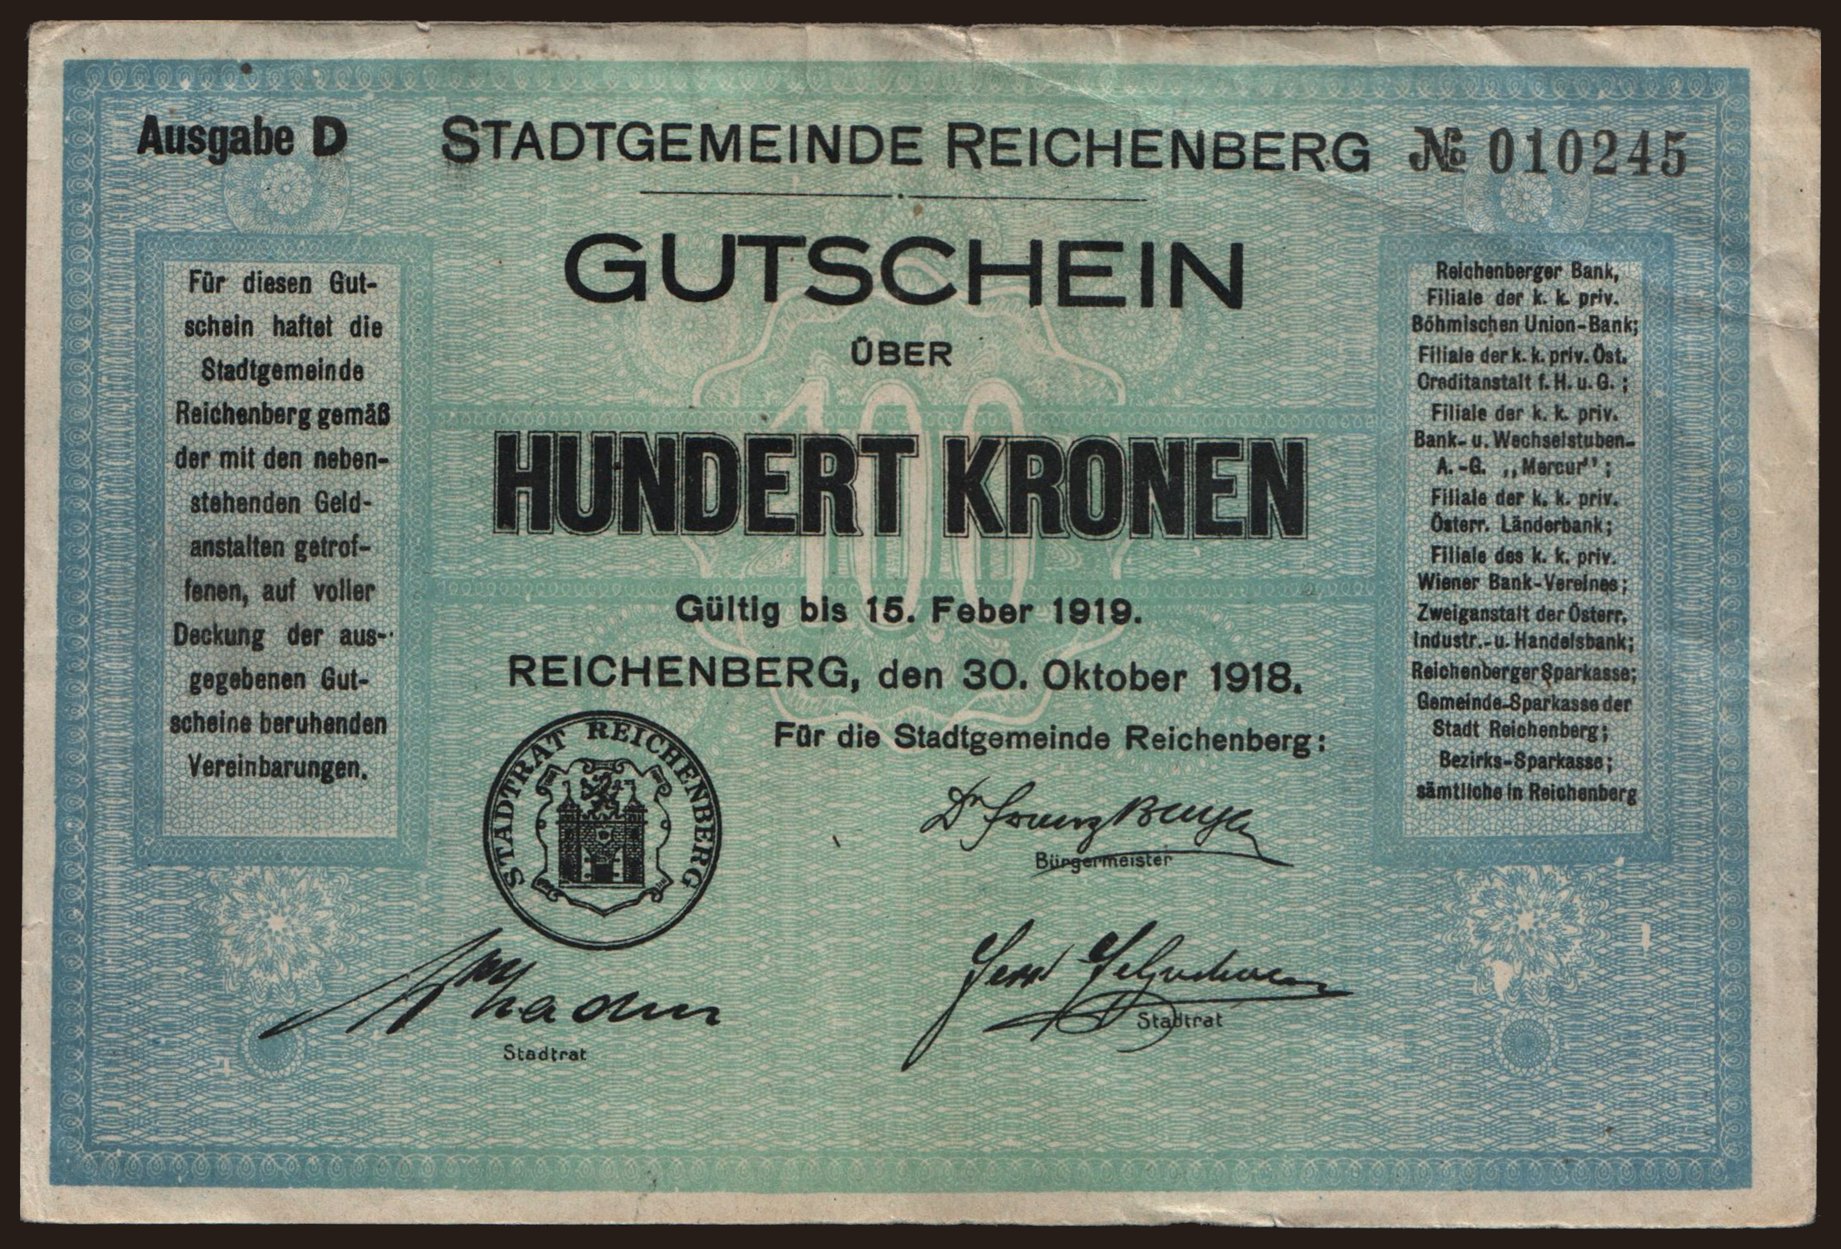 Ausgabe D
STADTGEMEINDE REICHENBERG
№ 010245
GUTSCHEIN
ÜBER
100
HUNDERT KRONEN
Gültig bis 15. Feber 1919.
REICHENBERG, den 30. Oktober 1918.
Für die Stadtgemeinde Reichenberg:
Für diesen Gut-
schein haftet die
Stadtgemeinde
Reichenberg gemäß
der mit den neben-
stehenden Geld-
anstalten getrof-
fenen, auf voller
Deckung der aus-
gegebenen Gut-
scheine beruhenden
Vereinbarungen.
Reichenberger Bank,
Filiale der k. k. priv.
Böhmischen Union-Bank;
Filiale der k. k. priv. Öst.
Creditanstalt f. H. u. G.;
Filiale der k. k. priv.
Bank- u. Wechselstuben-
A.-G. „Mercur";
Filiale der k. k. priv.
Österr. Länderbank;
Filiale des k. k. priv.
Wiener Bank-Vereines;
Zweiganstalt der Österr.
Industr.- u. Handelsbank;
Reichenberger Sparkasse;
Gemeinde-Sparkasse der
Stadt Reichenberg;
Bezirks-Sparkasse;
sämtliche in Reichenberg
STADTRAT REICHENBERG
Dr Franz
Bürgermeister
Stadtrat
Stadtrat